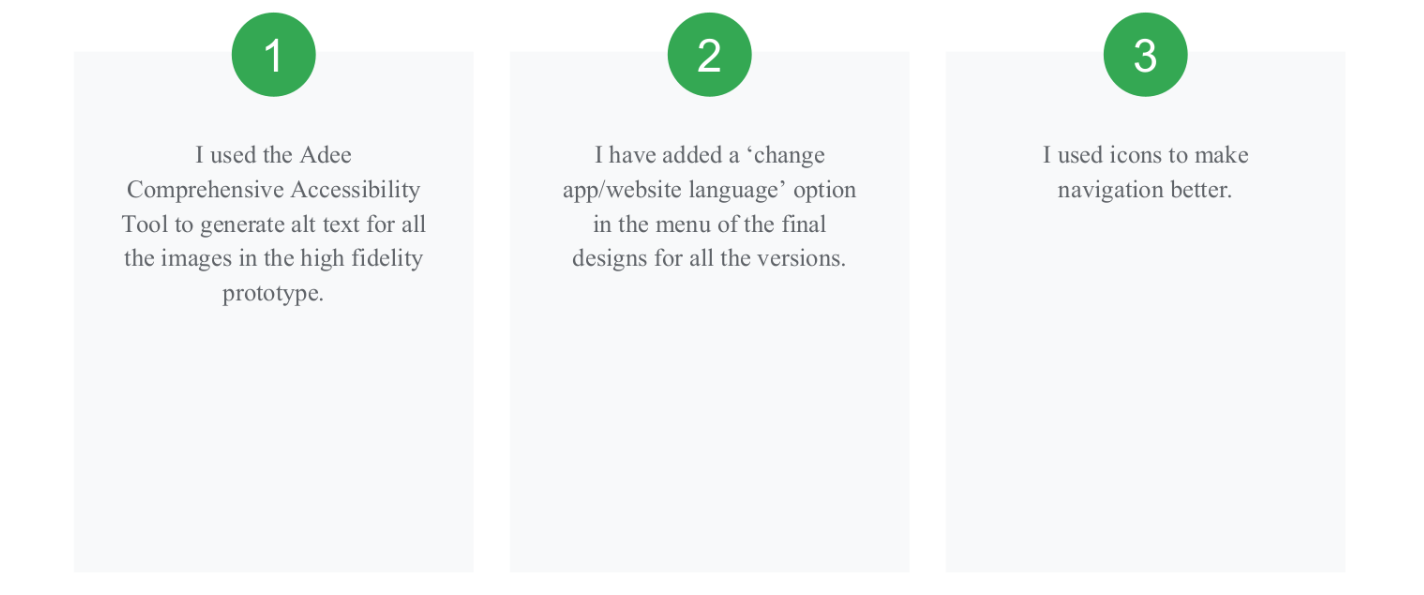 1
I used the Adee
Comprehensive Accessibility
Tool to generate alt text for all
the images in the high fidelity
prototype.
2
I have added a ‘change
app/website language’ option
in the menu of the final
designs for all the versions.
3
I used icons to make
navigation better.